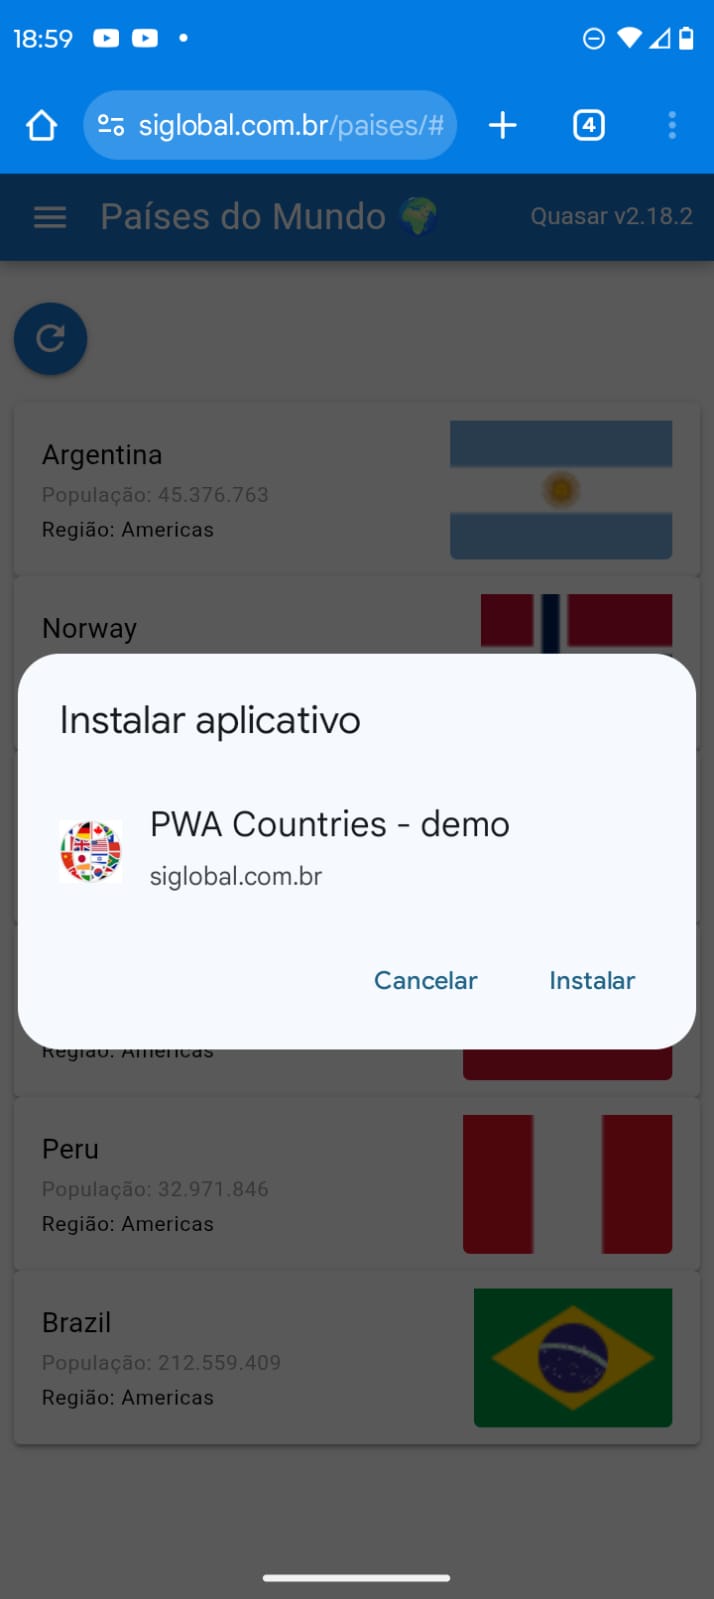 18:59
siglobal.com.br/paises/#
4
Países do Mundo
Quasar v2.18.2
Argentina
População: 45.376.763
Região: Americas
Norway
Instalar aplicativo
PWA Countries - demo
siglobal.com.br
Cancelar
Instalar
Região: Americas
Peru
População: 32.971.846
Região: Americas
Brazil
População: 212.559.409
Região: Americas